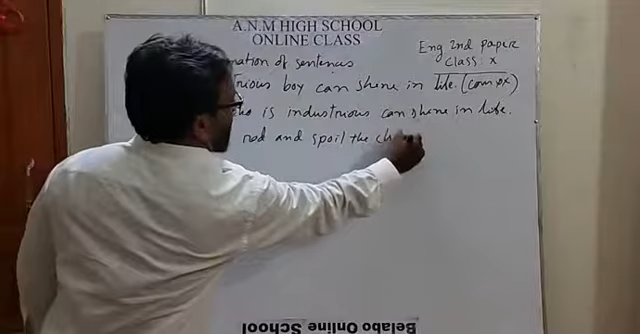 A.N.M HIGH SCHOOL
ONLINE CLASS
Eng 2nd paper
Class: x
of sentences
boy can shine in life. (complex)
is industrious can shine in life.
rod and spoil the
Belabo Online School